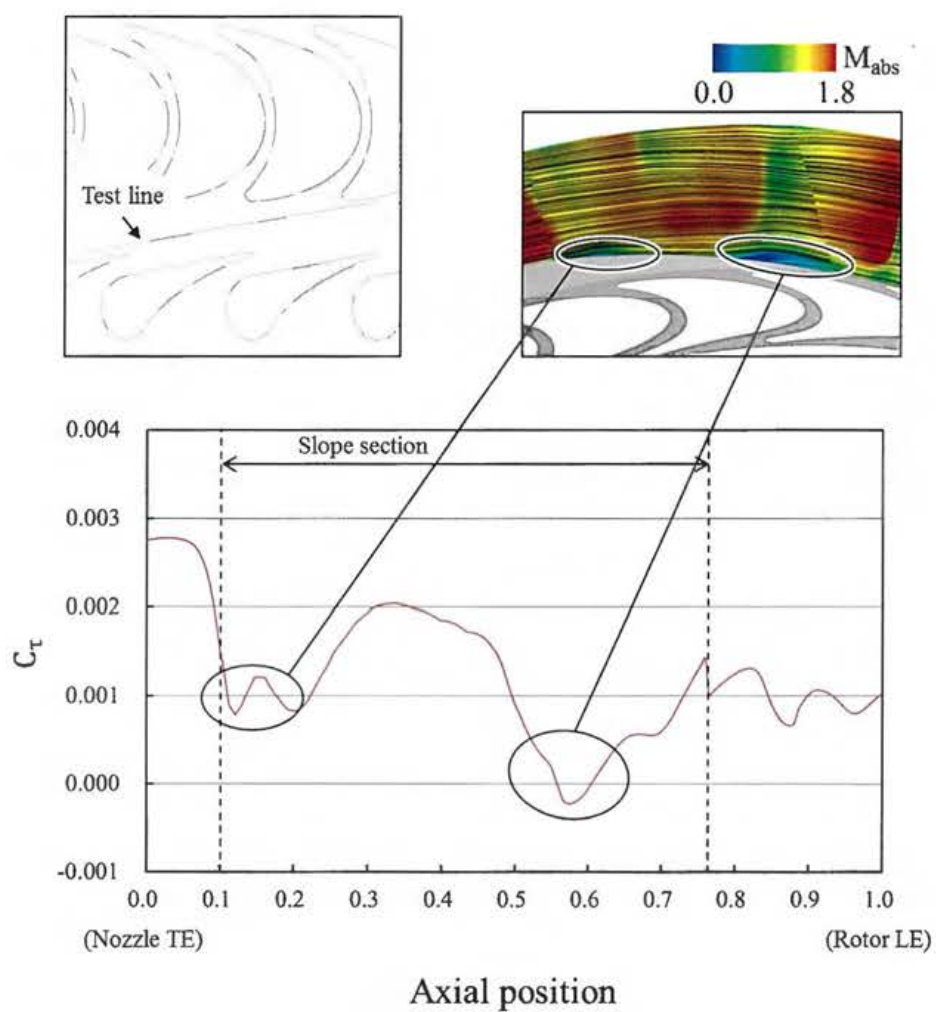 M_abs
0.0 1.8
Test line
0.004
Slope section
0.003
0.002
C_τ
0.001
0.000
-0.001
0.0 0.1 0.2 0.3 0.4 0.5 0.6 0.7 0.8 0.9 1.0
(Nozzle TE) (Rotor LE)
Axial position